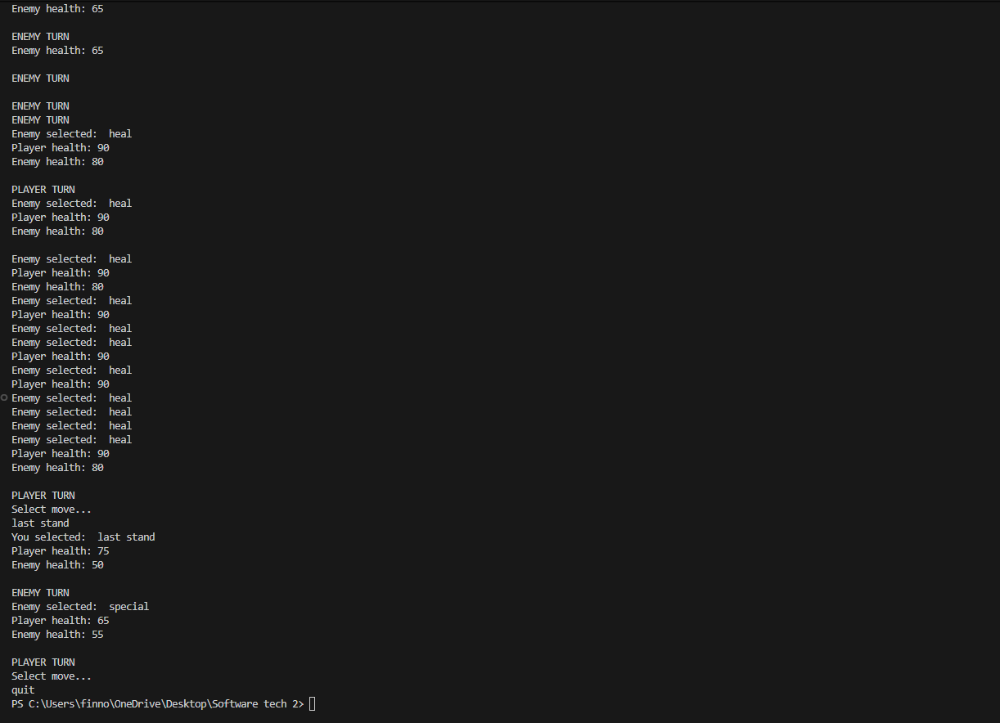 Enemy health: 65
ENEMY TURN
Enemy health: 65
ENEMY TURN
ENEMY TURN
ENEMY TURN
Enemy selected:  heal
Player health: 90
Enemy health: 80
PLAYER TURN
Enemy selected:  heal
Player health: 90
Enemy health: 80
Enemy selected:  heal
Player health: 90
Enemy health: 80
Enemy selected:  heal
Player health: 90
Enemy selected:  heal
Enemy selected:  heal
Player health: 90
Enemy selected:  heal
Player health: 90
Enemy selected:  heal
Enemy selected:  heal
Enemy selected:  heal
Enemy selected:  heal
Player health: 90
Enemy health: 80
PLAYER TURN
Select move...
last stand
You selected:  last stand
Player health: 75
Enemy health: 50
ENEMY TURN
Enemy selected:  special
Player health: 65
Enemy health: 55
PLAYER TURN
Select move...
quit
PS C:\Users\finno\OneDrive\Desktop\Software tech 2>